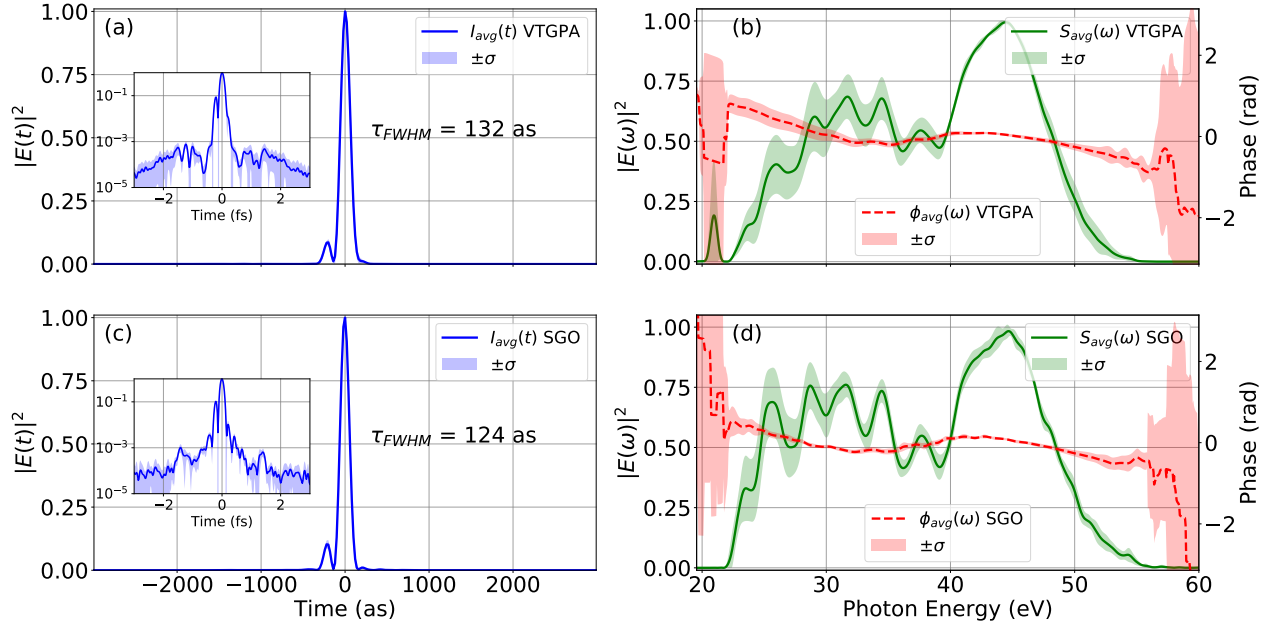 (a)
I_avg(t) VTGPA
±σ
τ_FWHM = 132 as
|E(t)|²
1.00
0.75
0.50
0.25
0.00
10⁻¹
10⁻³
10⁻⁵
−2 0 2
Time (fs)
(b)
S_avg(ω) VTGPA
±σ
ϕ_avg(ω) VTGPA
±σ
|E(ω)|²
1.00
0.75
0.50
0.25
0.00
2
0
−2
Phase (rad)
(c)
I_avg(t) SGO
±σ
τ_FWHM = 124 as
|E(t)|²
1.00
0.75
0.50
0.25
0.00
10⁻¹
10⁻³
10⁻⁵
−2 0 2
Time (fs)
−2000 −1000 0 1000 2000
Time (as)
(d)
S_avg(ω) SGO
±σ
ϕ_avg(ω) SGO
±σ
|E(ω)|²
1.00
0.75
0.50
0.25
0.00
2
0
−2
Phase (rad)
20 30 40 50 60
Photon Energy (eV)